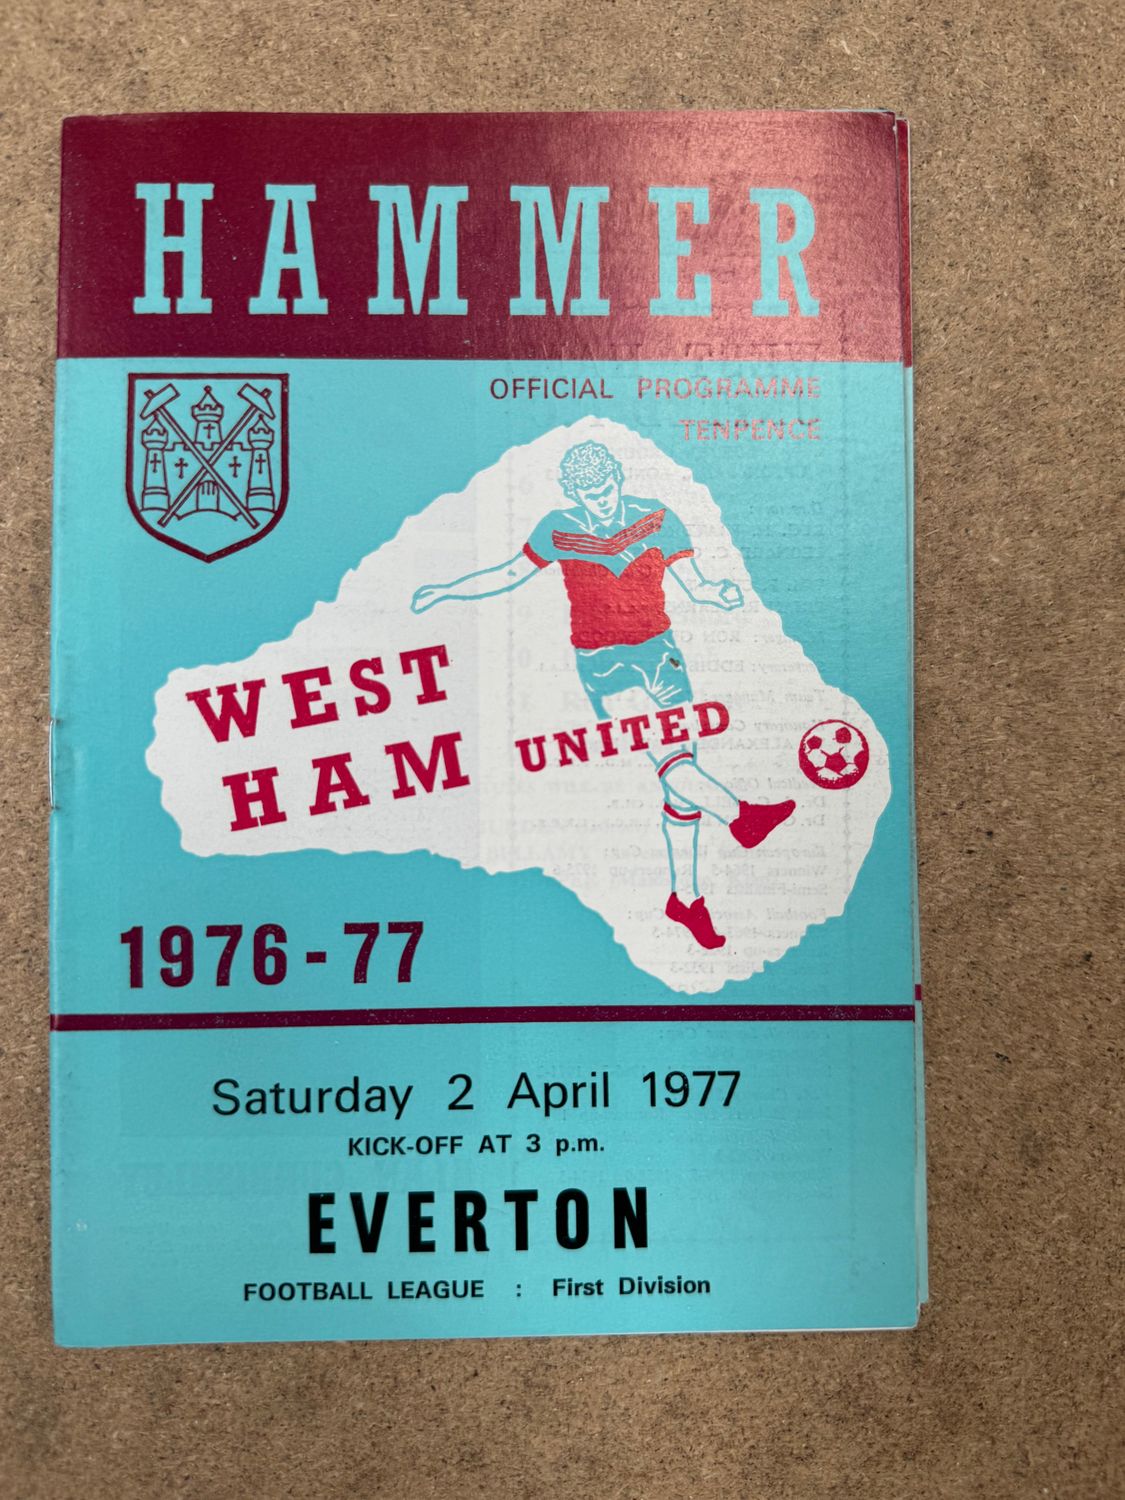 HAMMER
OFFICIAL PROGRAMME
TENPENCE
WEST
HAM UNITED
1976-77
Saturday 2 April 1977
KICK-OFF AT 3 p.m.
EVERTON
FOOTBALL LEAGUE : First Division